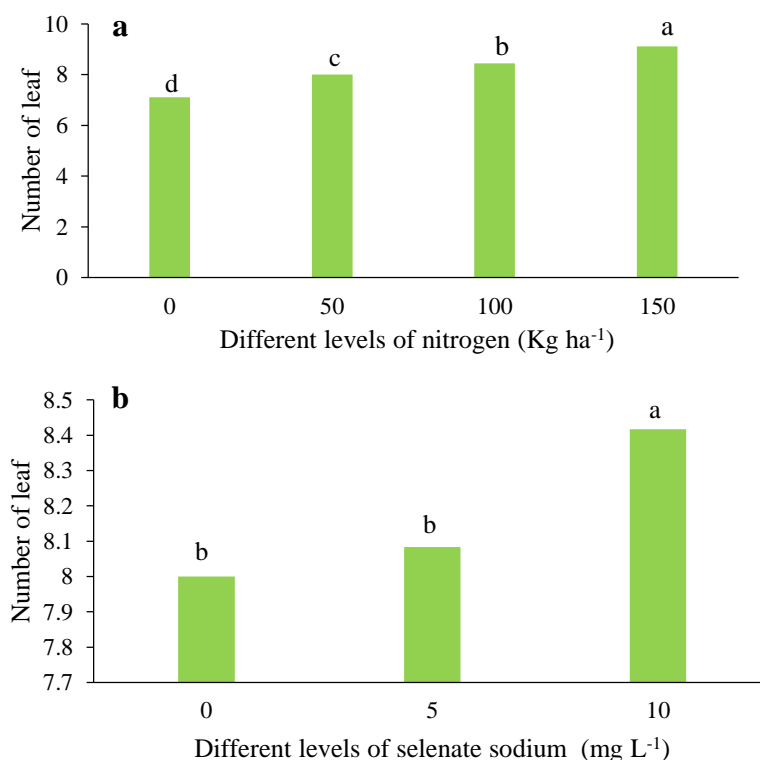 a
10
8
6
4
2
0
Number of leaf
d
c
b
a
0 50 100 150
Different levels of nitrogen (Kg ha-1)
b
8.5
8.4
8.3
8.2
8.1
8
7.9
7.8
7.7
Number of leaf
b
b
a
0 5 10
Different levels of selenate sodium (mg L-1)